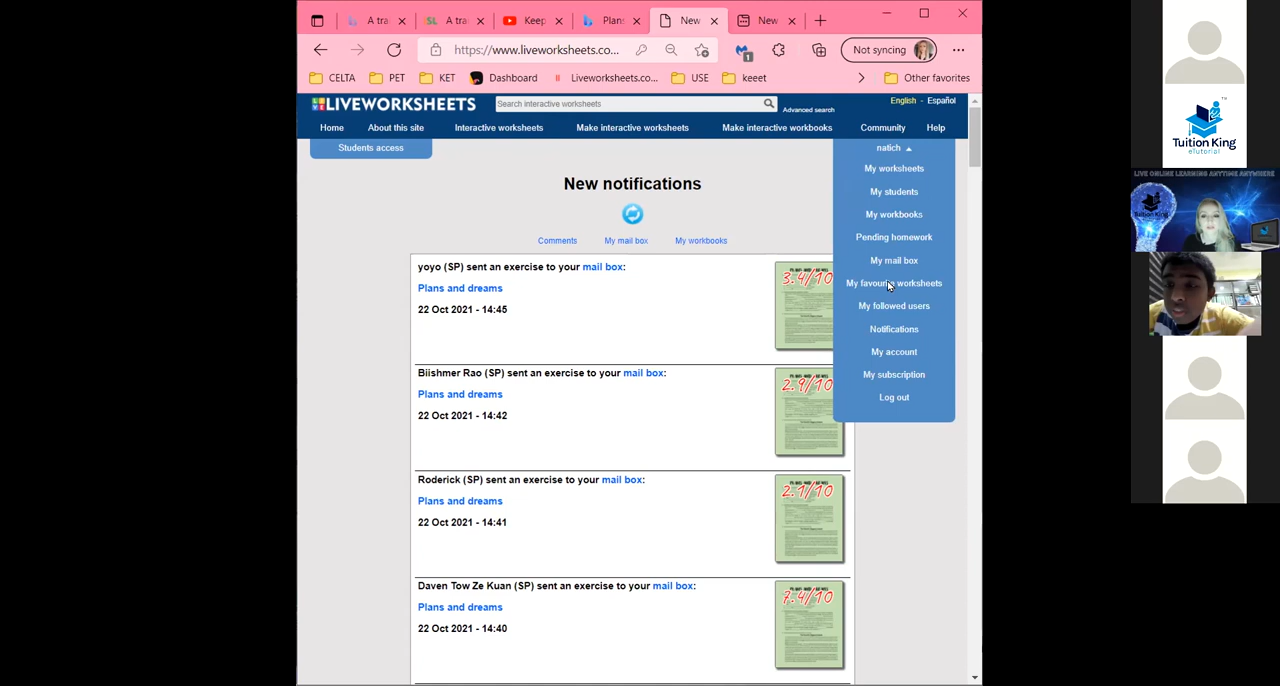 A tra
A tra
Keep
Plans
New
New
https://www.liveworksheets.co...
1
Not syncing
CELTA
PET
KET
Dashboard
Liveworksheets.co...
USE
keeet
Other favorites
LIVEWORKSHEETS
Search interactive worksheets
Advanced search
English - Español
Home
About this site
Interactive worksheets
Make interactive worksheets
Make interactive workbooks
Community
Help
Students access
natich
My worksheets
My students
My workbooks
Pending homework
My mail box
My favourite worksheets
My followed users
Notifications
My account
My subscription
Log out
New notifications
Comments
My mail box
My workbooks
yoyo (SP) sent an exercise to your mail box:
Plans and dreams
22 Oct 2021 - 14:45
3.4/10
Biishmer Rao (SP) sent an exercise to your mail box:
Plans and dreams
22 Oct 2021 - 14:42
2.9/10
Roderick (SP) sent an exercise to your mail box:
Plans and dreams
22 Oct 2021 - 14:41
2.1/10
Daven Tow Ze Kuan (SP) sent an exercise to your mail box:
Plans and dreams
22 Oct 2021 - 14:40
7.4/10
TM
Tuition King
eTutorial
LIVE ONLINE LEARNING ANYTIME ANYWHERE